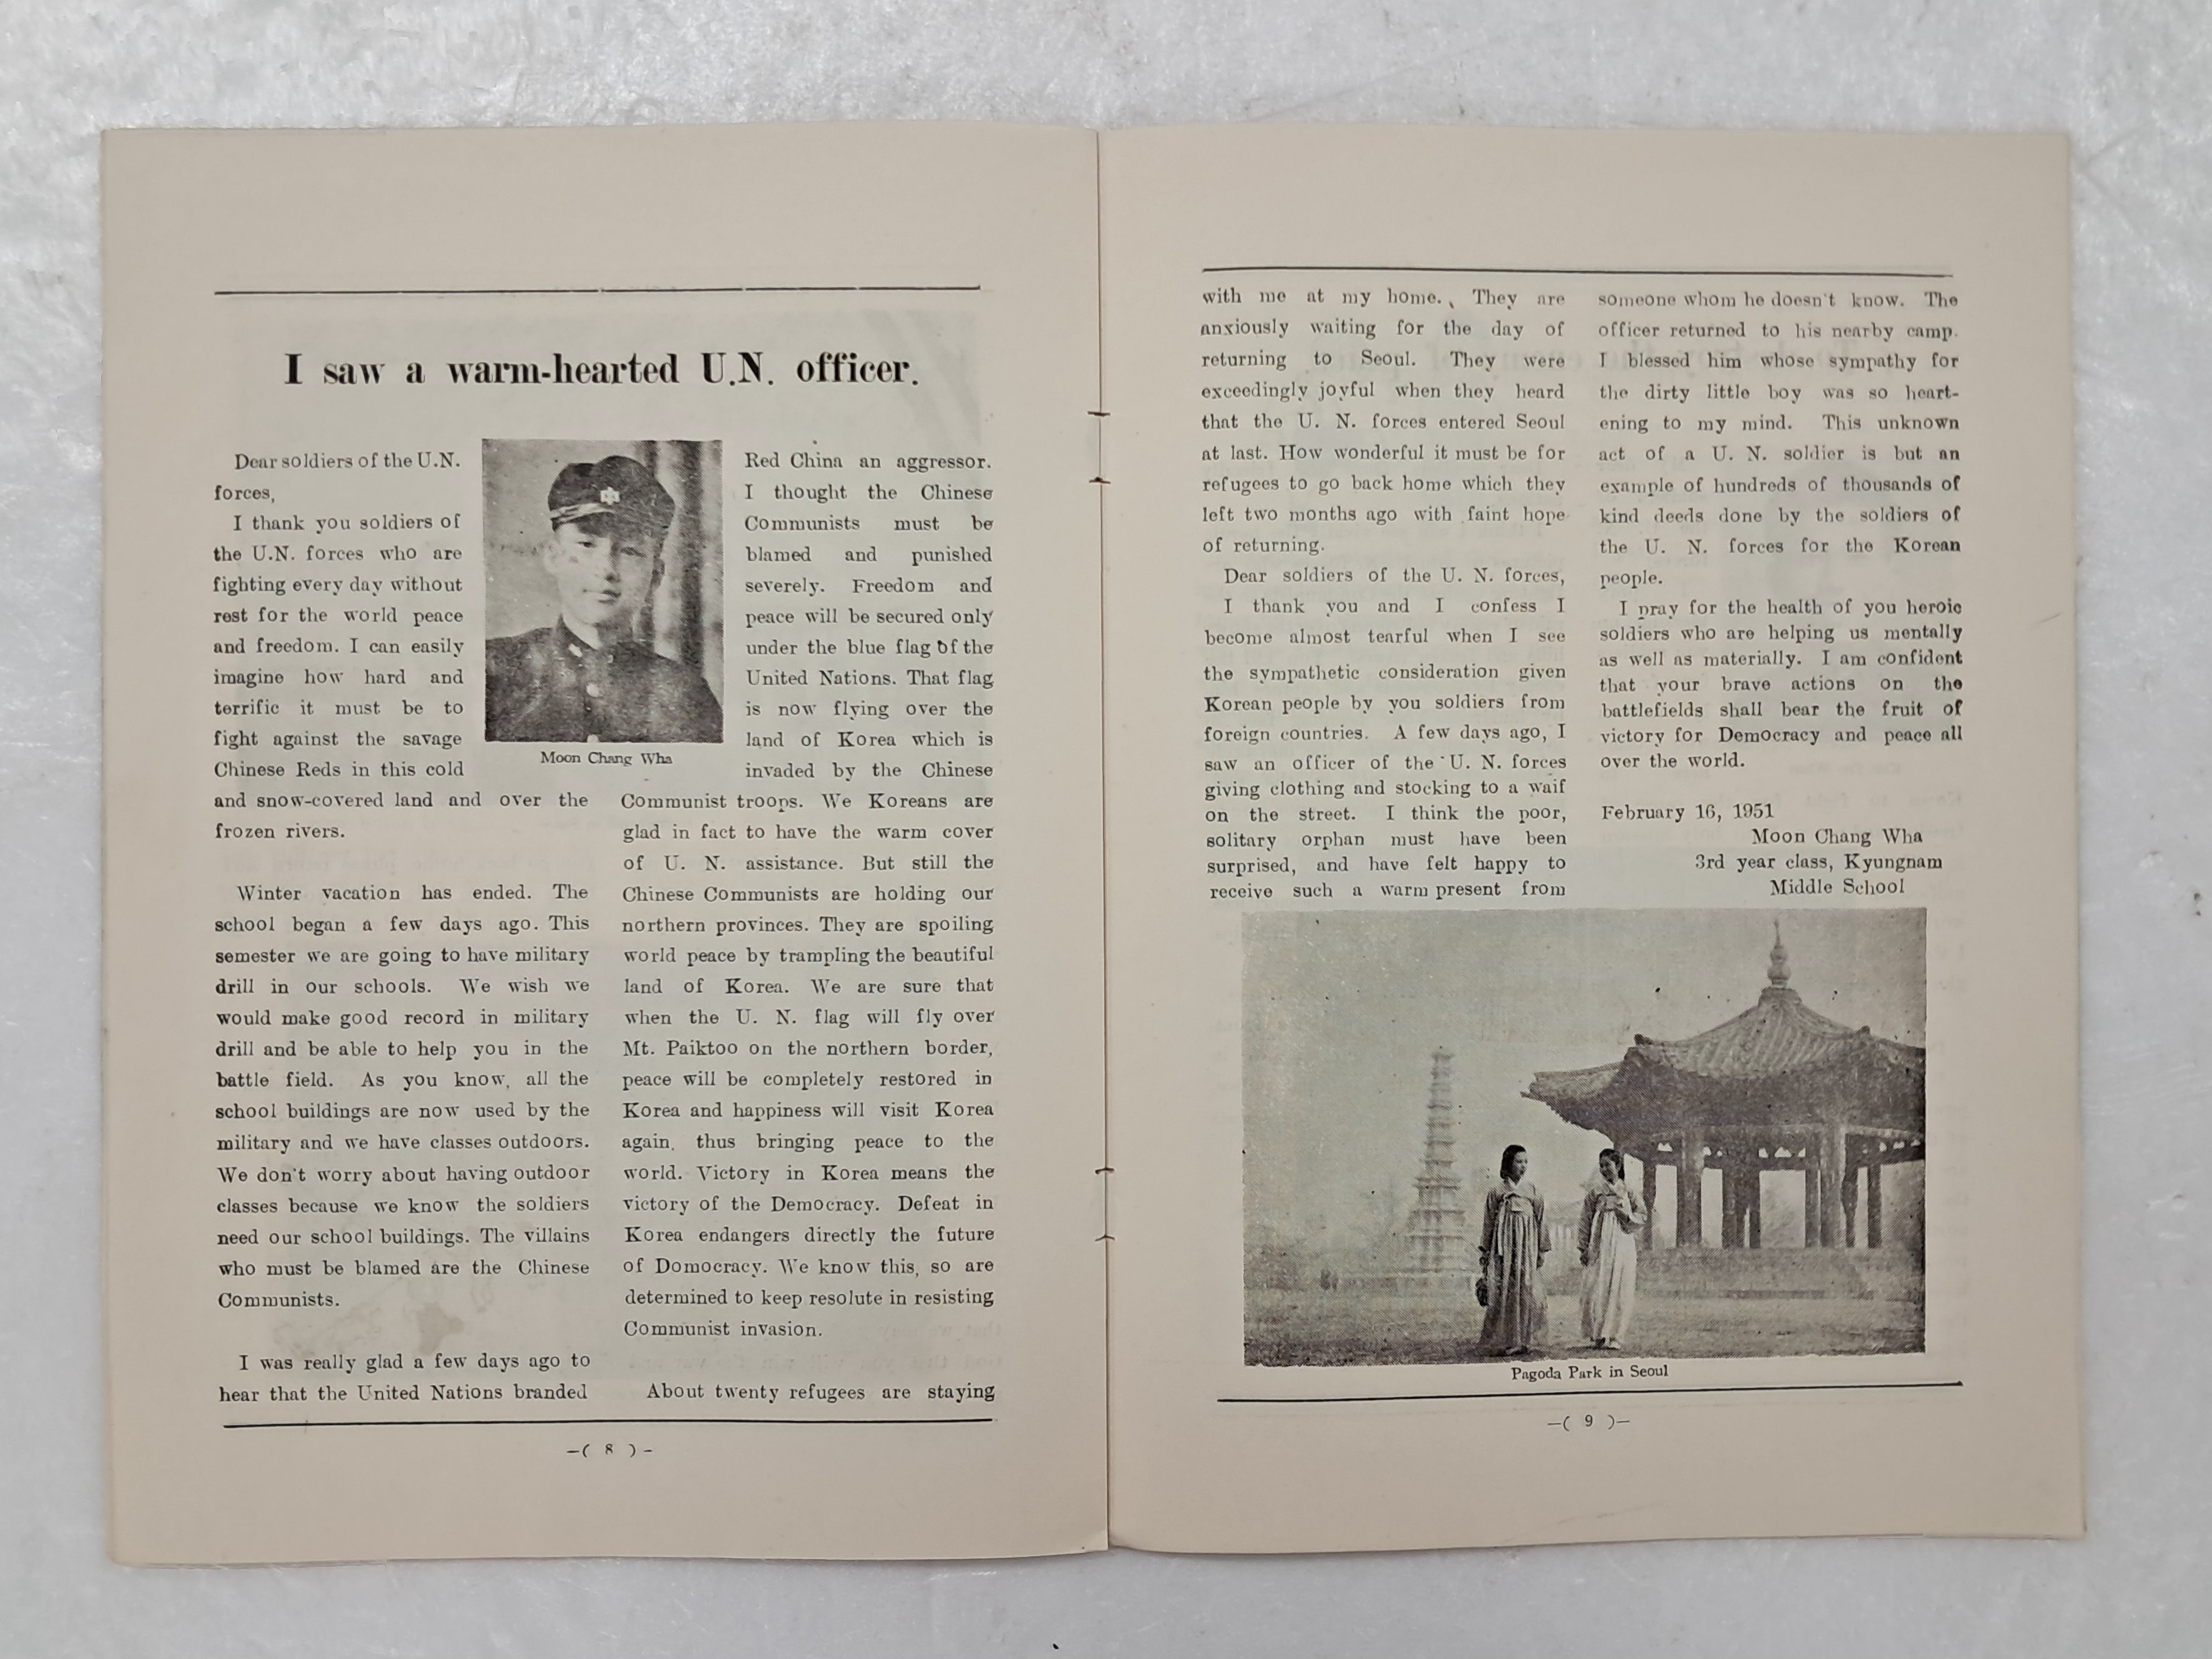 I saw a warm-hearted U.N. officer.
Dear soldiers of the U.N.
forces,
I thank you soldiers of
the U.N. forces who are
fighting every day without
rest for the world peace
and freedom. I can easily
imagine how hard and
terrific it must be to
fight against the savage
Chinese Reds in this cold
and snow-covered land and over the
frozen rivers.
Winter vacation has ended. The
school began a few days ago. This
semester we are going to have military
drill in our schools. We wish we
would make good record in military
drill and be able to help you in the
battle field. As you know, all the
school buildings are now used by the
military and we have classes outdoors.
We don't worry about having outdoor
classes because we know the soldiers
need our school buildings. The villains
who must be blamed are the Chinese
Communists.
I was really glad a few days ago to
hear that the United Nations branded
Moon Chang Wha
Red China an aggressor.
I thought the Chinese
Communists must be
blamed and punished
severely. Freedom and
peace will be secured only
under the blue flag of the
United Nations. That flag
is now flying over the
land of Korea which is
invaded by the Chinese
Communist troops. We Koreans are
glad in fact to have the warm cover
of U. N. assistance. But still the
Chinese Communists are holding our
northern provinces. They are spoiling
world peace by trampling the beautiful
land of Korea. We are sure that
when the U. N. flag will fly over
Mt. Paiktoo on the northern border,
peace will be completely restored in
Korea and happiness will visit Korea
again, thus bringing peace to the
world. Victory in Korea means the
victory of the Democracy. Defeat in
Korea endangers directly the future
of Domocracy. We know this, so are
determined to keep resolute in resisting
Communist invasion.
About twenty refugees are staying
—( 8 )-
with me at my home. They are
anxiously waiting for the day of
returning to Seoul. They were
exceedingly joyful when they heard
that the U. N. forces entered Seoul
at last. How wonderful it must be for
refugees to go back home which they
left two months ago with faint hope
of returning.
Dear soldiers of the U. N. forces,
I thank you and I confess I
become almost tearful when I see
the sympathetic consideration given
Korean people by you soldiers from
foreign countries. A few days ago, I
saw an officer of the U. N. forces
giving clothing and stocking to a waif
on the street. I think the poor,
solitary orphan must have been
surprised, and have felt happy to
receive such a warm present from
someone whom he doesn't know. The
officer returned to his nearby camp.
I blessed him whose sympathy for
the dirty little boy was so heart-
ening to my mind. This unknown
act of a U. N. soldier is but an
example of hundreds of thousands of
kind deeds done by the soldiers of
the U. N. forces for the Korean
people.
I pray for the health of you heroic
soldiers who are helping us mentally
as well as materially. I am confident
that your brave actions on the
battlefields shall bear the fruit of
victory for Democracy and peace all
over the world.
February 16, 1951
Moon Chang Wha
3rd year class, Kyungnam
Middle School
Pagoda Park in Seoul
—( 9 )—